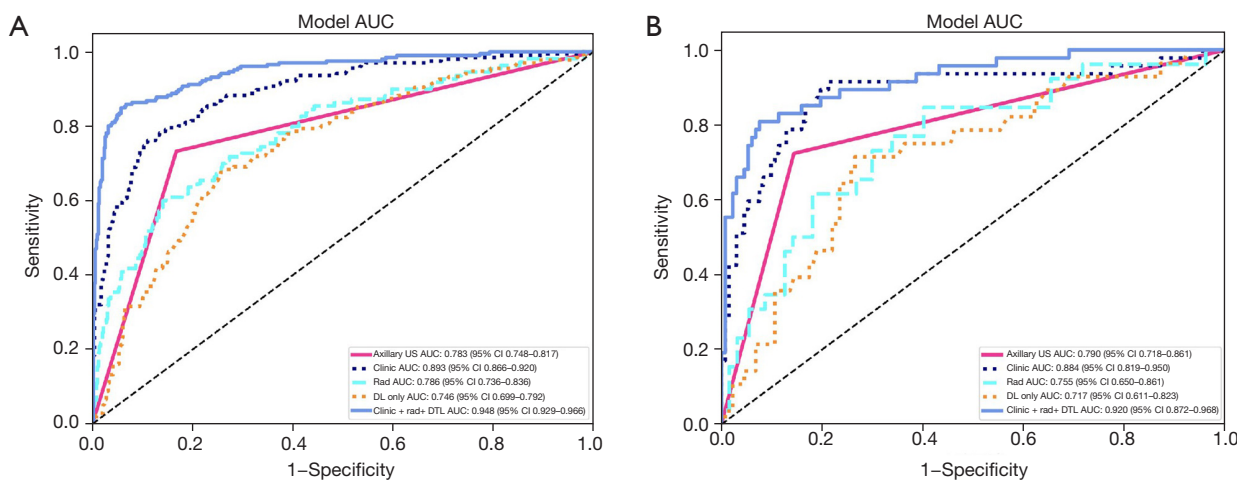 A
Model AUC
1.0
0.8
0.6
0.4
0.2
0.0
Sensitivity
Axillary US AUC: 0.783 (95% CI 0.748–0.817)
Clinic AUC: 0.893 (95% CI 0.866–0.920)
Rad AUC: 0.786 (95% CI 0.736–0.836)
DL only AUC: 0.746 (95% CI 0.699–0.792)
Clinic + rad+ DTL AUC: 0.948 (95% CI 0.929–0.966)
0.0 0.2 0.4 0.6 0.8 1.0
1–Specificity
B
Model AUC
1.0
0.8
0.6
0.4
0.2
0.0
Sensitivity
Axillary US AUC: 0.790 (95% CI 0.718–0.861)
Clinic AUC: 0.884 (95% CI 0.819–0.950)
Rad AUC: 0.755 (95% CI 0.650–0.861)
DL only AUC: 0.717 (95% CI 0.611–0.823)
Clinic + rad+ DTL AUC: 0.920 (95% CI 0.872–0.968)
0.0 0.2 0.4 0.6 0.8 1.0
1–Specificity